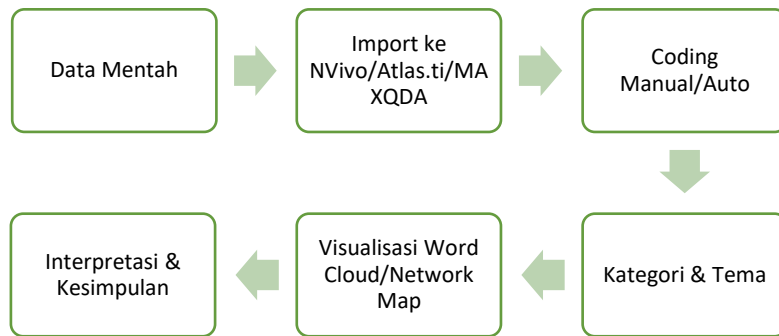 Data Mentah
Import ke
NVivo/Atlas.ti/MA
XQDA
Coding
Manual/Auto
Kategori & Tema
Visualisasi Word
Cloud/Network
Map
Interpretasi &
Kesimpulan